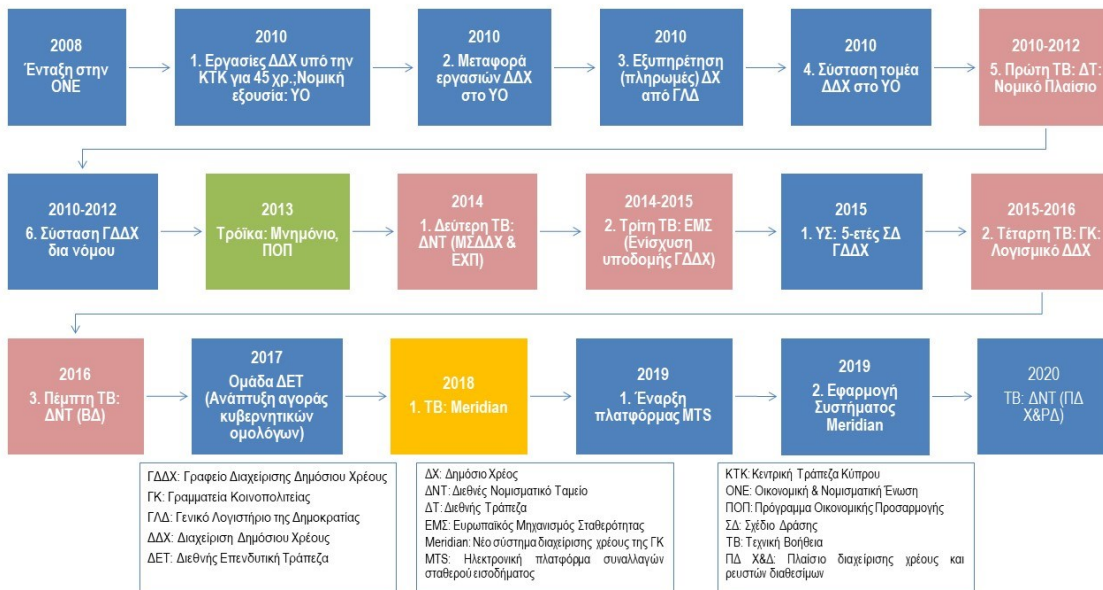 2008
Ένταξη στην
ΟΝΕ
2010
1. Εργασίες ΔΔΧ υπό την
ΚΤΚ για 45 χρ.;Νομική
εξουσία: ΥΟ
2010
2. Μεταφορά
εργασιών ΔΔΧ
στο ΥΟ
2010
3. Εξυπηρέτηση
(πληρωμές) ΔΧ
από ΓΛΔ
2010
4. Σύσταση τομέα
ΔΔΧ στο ΥΟ
2010-2012
5. Πρώτη ΤΒ: ΔΤ:
Νομικό Πλαίσιο
2010-2012
6. Σύσταση ΓΔΔΧ
δια νόμου
2013
Τρόϊκα: Μνημόνιο,
ΠΟΠ
2014
1. Δεύτερη ΤΒ:
ΔΝΤ (ΜΣΔΔΧ &
ΕΧΠ)
2014-2015
2. Τρίτη ΤΒ: ΕΜΣ
(Ενίσχυση
υποδομής ΓΔΔΧ)
2015
1. ΥΣ: 5-ετές ΣΔ
ΓΔΔΧ
2015-2016
2. Τέταρτη ΤΒ: ΓΚ:
Λογισμικό ΔΔΧ
2016
3. Πέμπτη ΤΒ:
ΔΝΤ (ΒΔ)
2017
Ομάδα ΔΕΤ
(Ανάπτυξη αγοράς
κυβερνητικών
ομολόγων)
2018
1. ΤΒ: Meridian
2019
1. Έναρξη
πλατφόρμας MTS
2019
2. Εφαρμογή
Συστήματος
Meridian
2020
ΤΒ: ΔΝΤ (ΠΔ
Χ&ΡΔ)
ΓΔΔΧ: Γραφείο Διαχείρισης Δημόσιου Χρέους
ΓΚ: Γραμματεία Κοινοπολιτείας
ΓΛΔ: Γενικό Λογιστήριο της Δημοκρατίας
ΔΔΧ: Διαχείριση Δημόσιου Χρέους
ΔΕΤ: Διεθνής Επενδυτική Τράπεζα
ΔΧ: Δημόσιο Χρέος
ΔΝΤ: Διεθνές Νομισματικό Ταμείο
ΔΤ: Διεθνής Τράπεζα
ΕΜΣ: Ευρωπαϊκός Μηχανισμός Σταθερότητας
Meridian: Νέο σύστημα διαχείρισης χρέους της ΓΚ
MTS: Ηλεκτρονική πλατφόρμα συναλλαγών
σταθερού εισοδήματος
ΚΤΚ: Κεντρική Τράπεζα Κύπρου
ΟΝΕ: Οικονομική & Νομισματική Ένωση
ΠΟΠ: Πρόγραμμα Οικονομικής Προσαρμογής
ΣΔ: Σχέδιο Δράσης
ΤΒ: Τεχνική Βοήθεια
ΠΔ Χ&Δ: Πλαίσιο διαχείρισης χρέους και
ρευστών διαθεσίμων